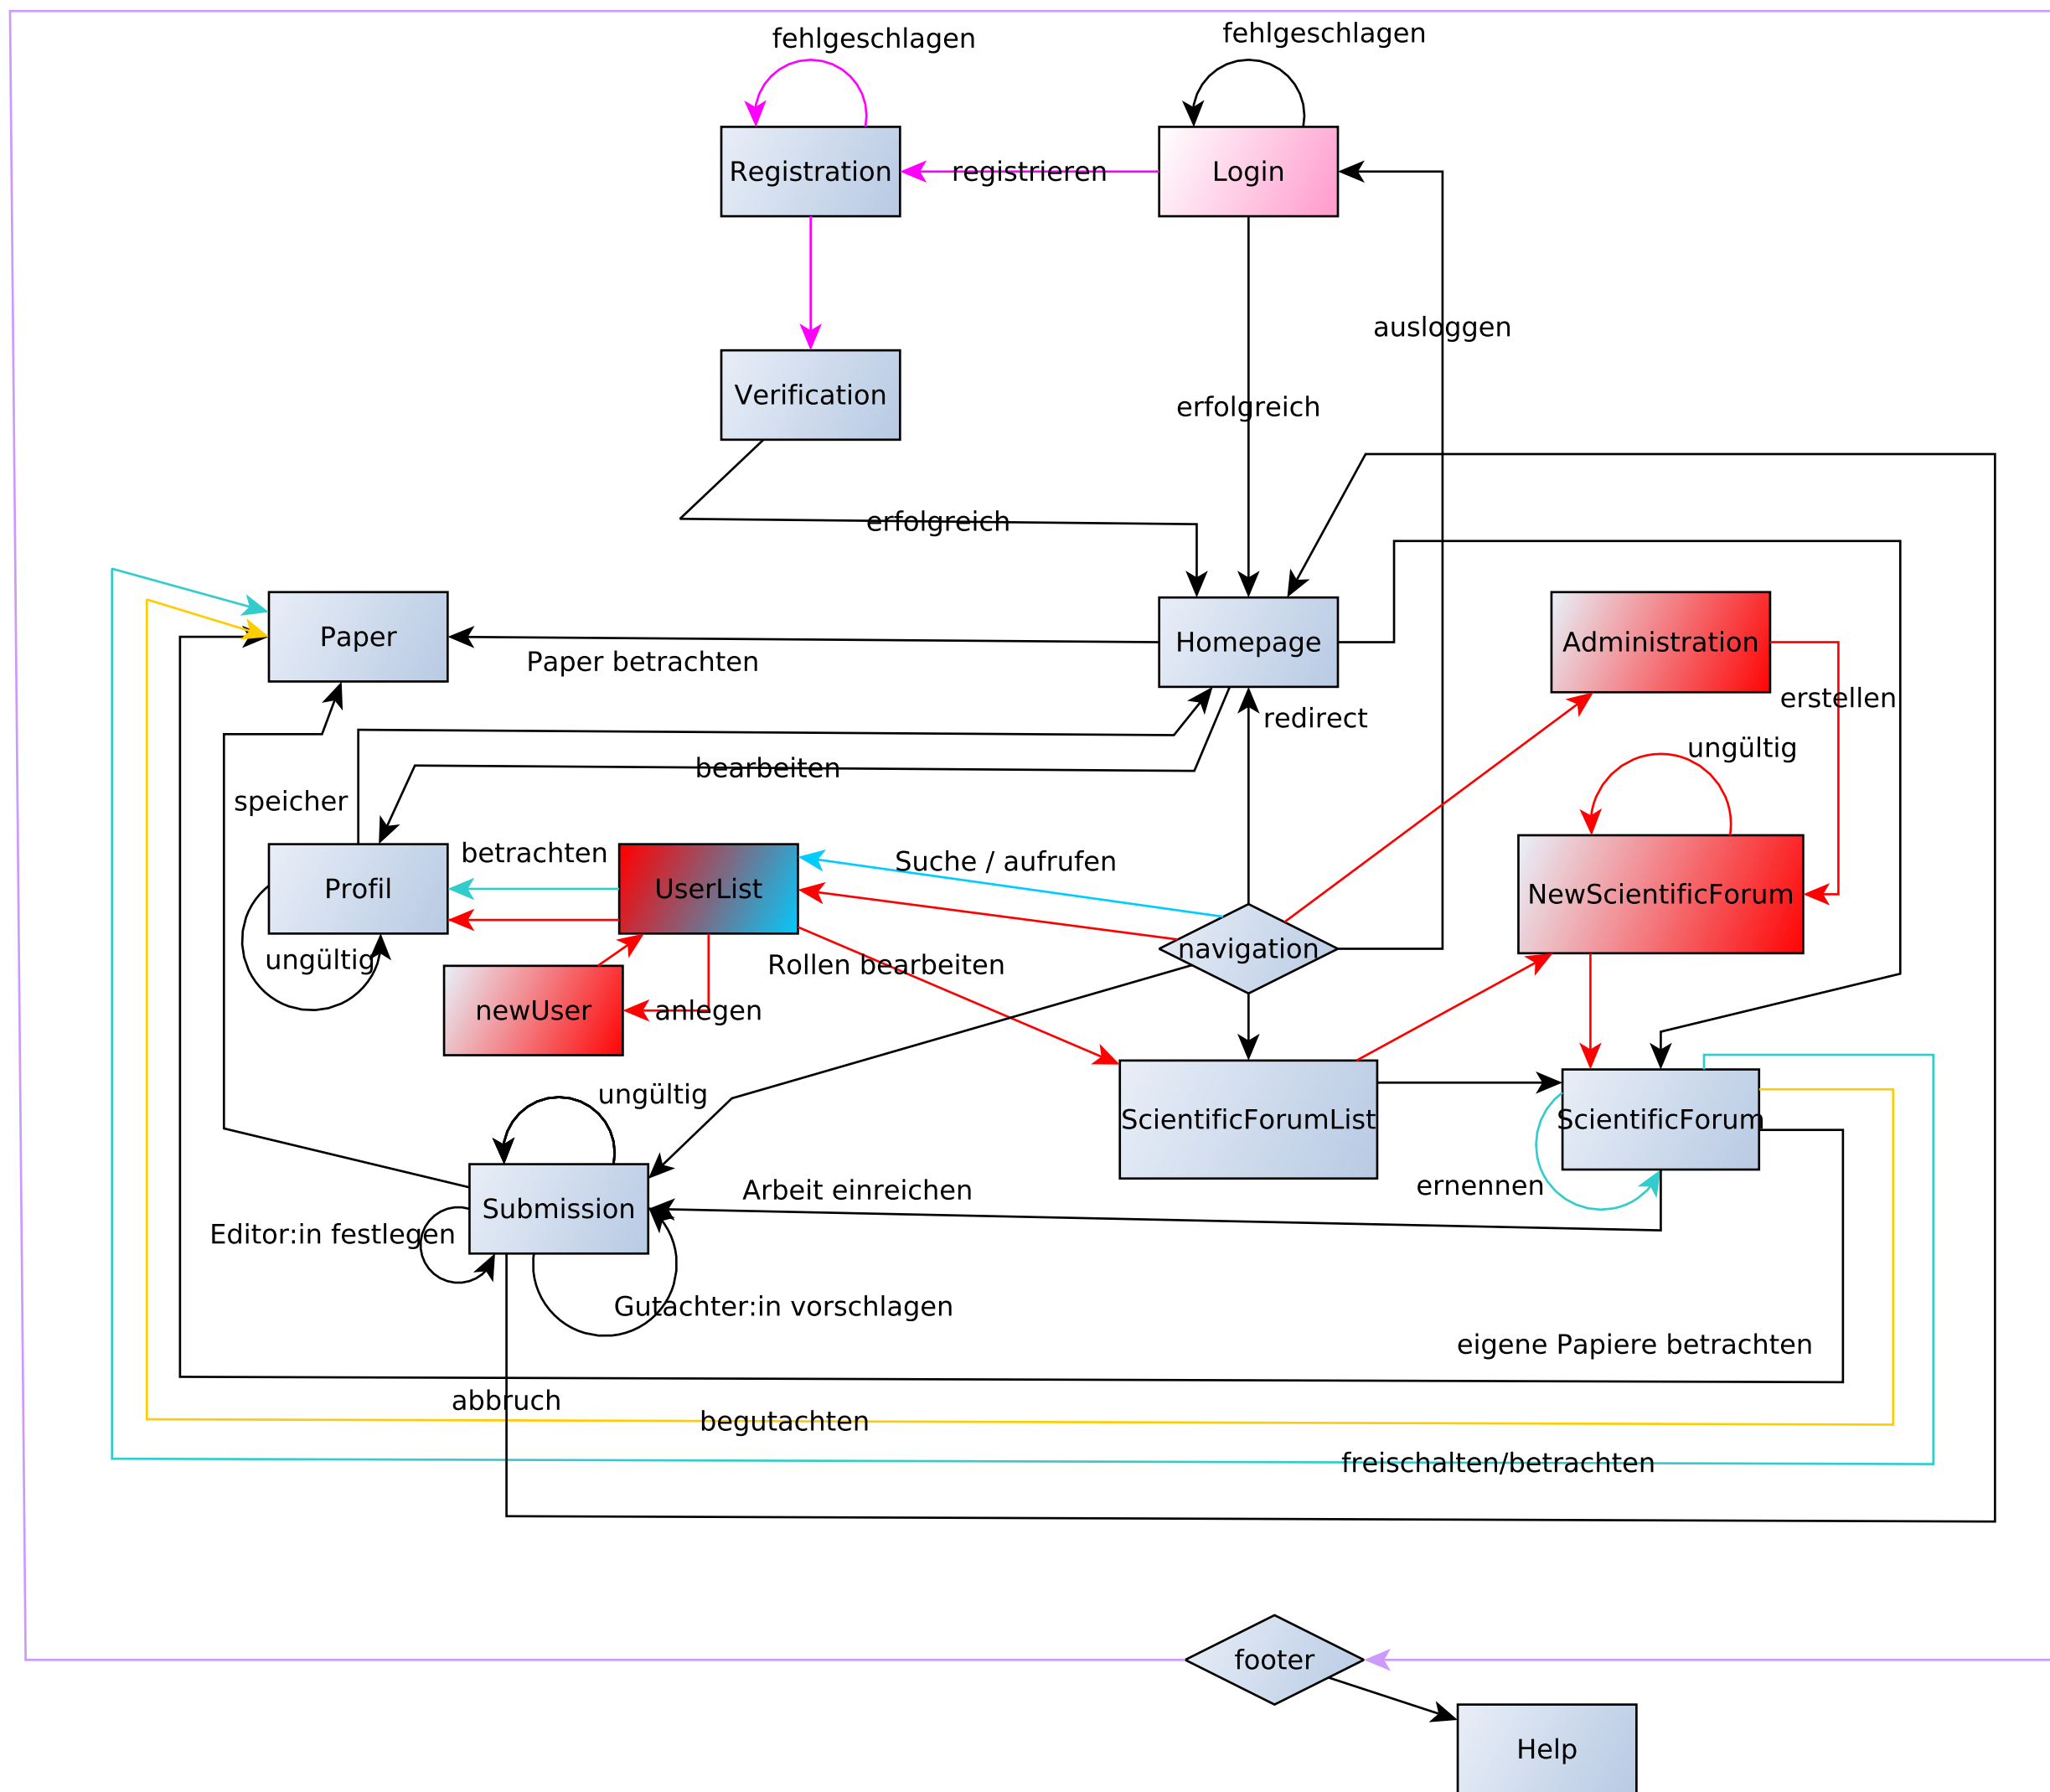 fehlgeschlagen
fehlgeschlagen
Registration
registrieren
Login
ausloggen
Verification
erfolgreich
erfolgreich
Paper
Homepage
Administration
Paper betrachten
erstellen
redirect
ungültig
bearbeiten
speicher
betrachten
Suche / aufrufen
Profil
UserList
NewScientificForum
navigation
ungültig
Rollen bearbeiten
newUser
anlegen
ungültig
ScientificForumList
ScientificForum
ernennen
Arbeit einreichen
Submission
Editor:in festlegen
Gutachter:in vorschlagen
eigene Papiere betrachten
abbruch
begutachten
freischalten/betrachten
footer
Help